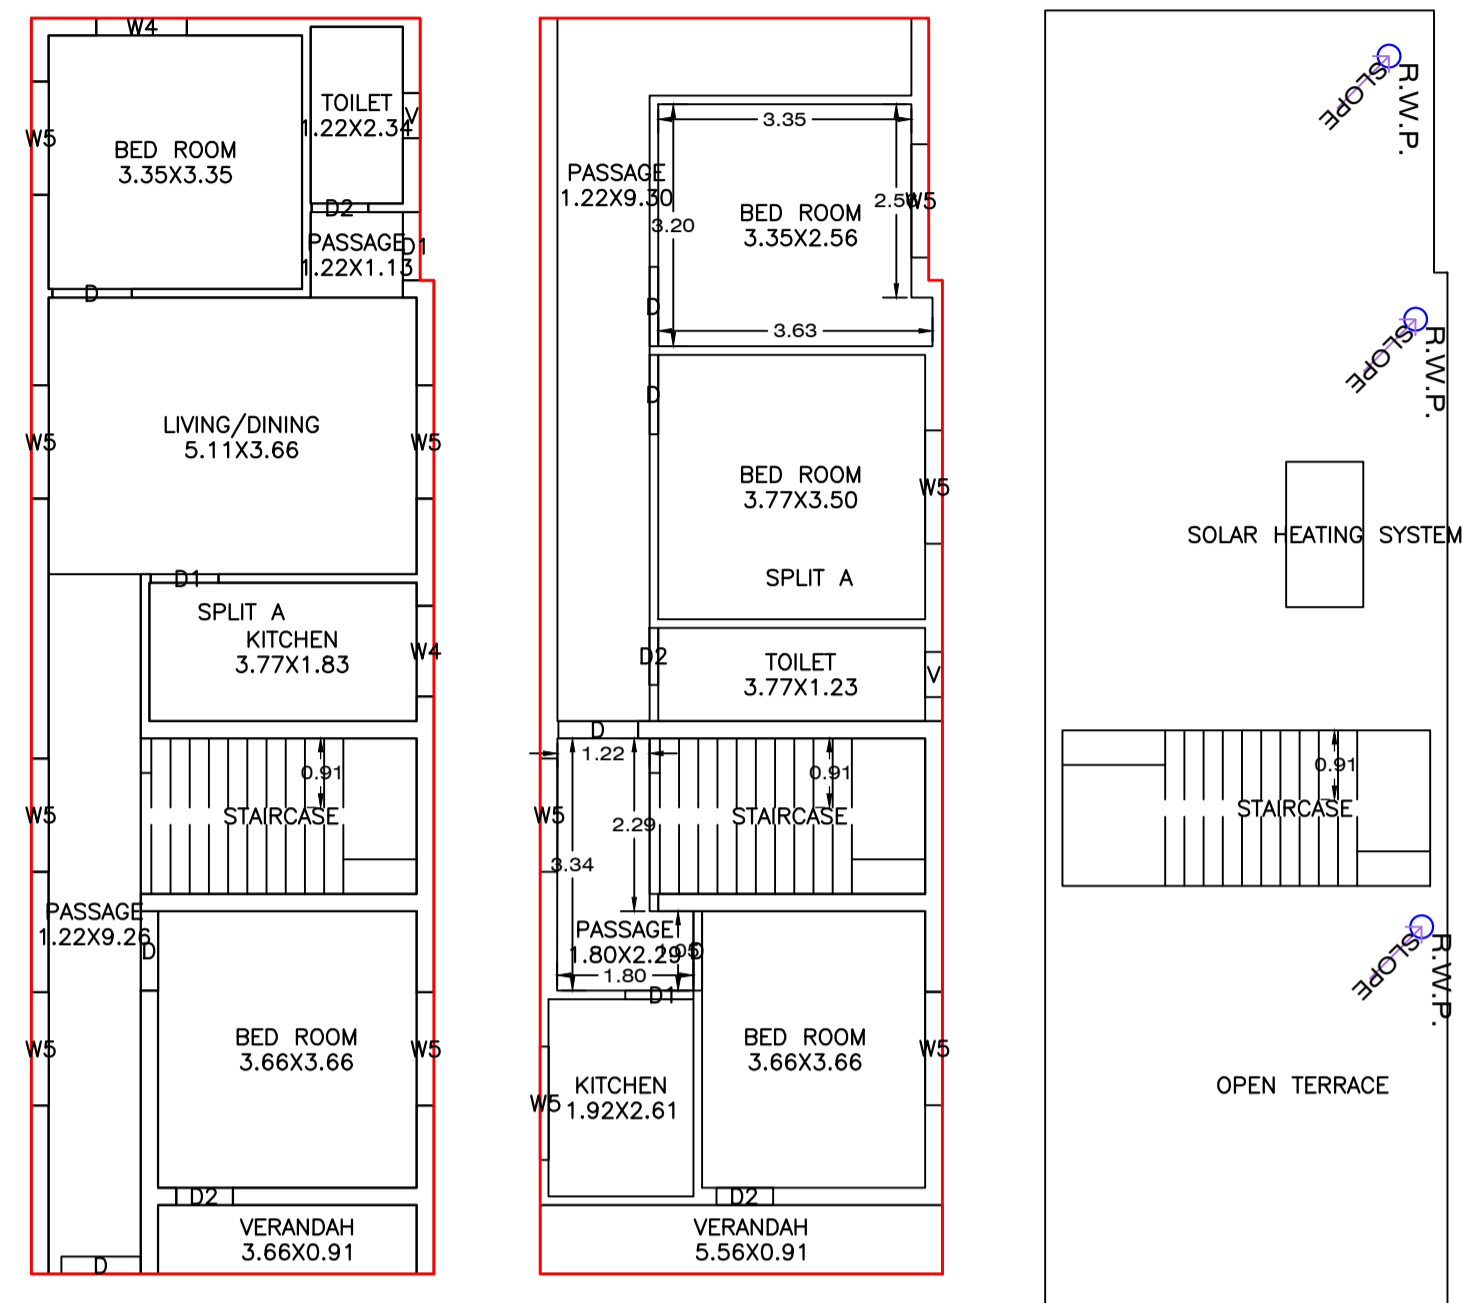 W4
TOILET
1.22X2.34
V
W5
BED ROOM
3.35X3.35
D2
PASSAGE
1.22X1.13
D1
D
LIVING/DINING
5.11X3.66
W5
W5
D1
SPLIT A
KITCHEN
3.77X1.83
W4
0.91
STAIRCASE
W5
PASSAGE
1.22X9.26
D
BED ROOM
3.66X3.66
W5
W5
D2
VERANDAH
3.66X0.91
D
3.35
PASSAGE
1.22X9.30
BED ROOM
3.35X2.56
2.56
W5
3.20
D
3.63
D
BED ROOM
3.77X3.50
W5
SPLIT A
D2
TOILET
3.77X1.23
V
D
1.22
0.91
STAIRCASE
W5
2.29
3.34
PASSAGE
1.80X2.29
1.05
D
1.80
D1
BED ROOM
3.66X3.66
W5
KITCHEN
1.92X2.61
W5
D2
VERANDAH
5.56X0.91
SLOPE
R.W.P.
SLOPE
R.W.P.
SOLAR HEATING SYSTEM
0.91
STAIRCASE
SLOPE
R.W.P.
OPEN TERRACE